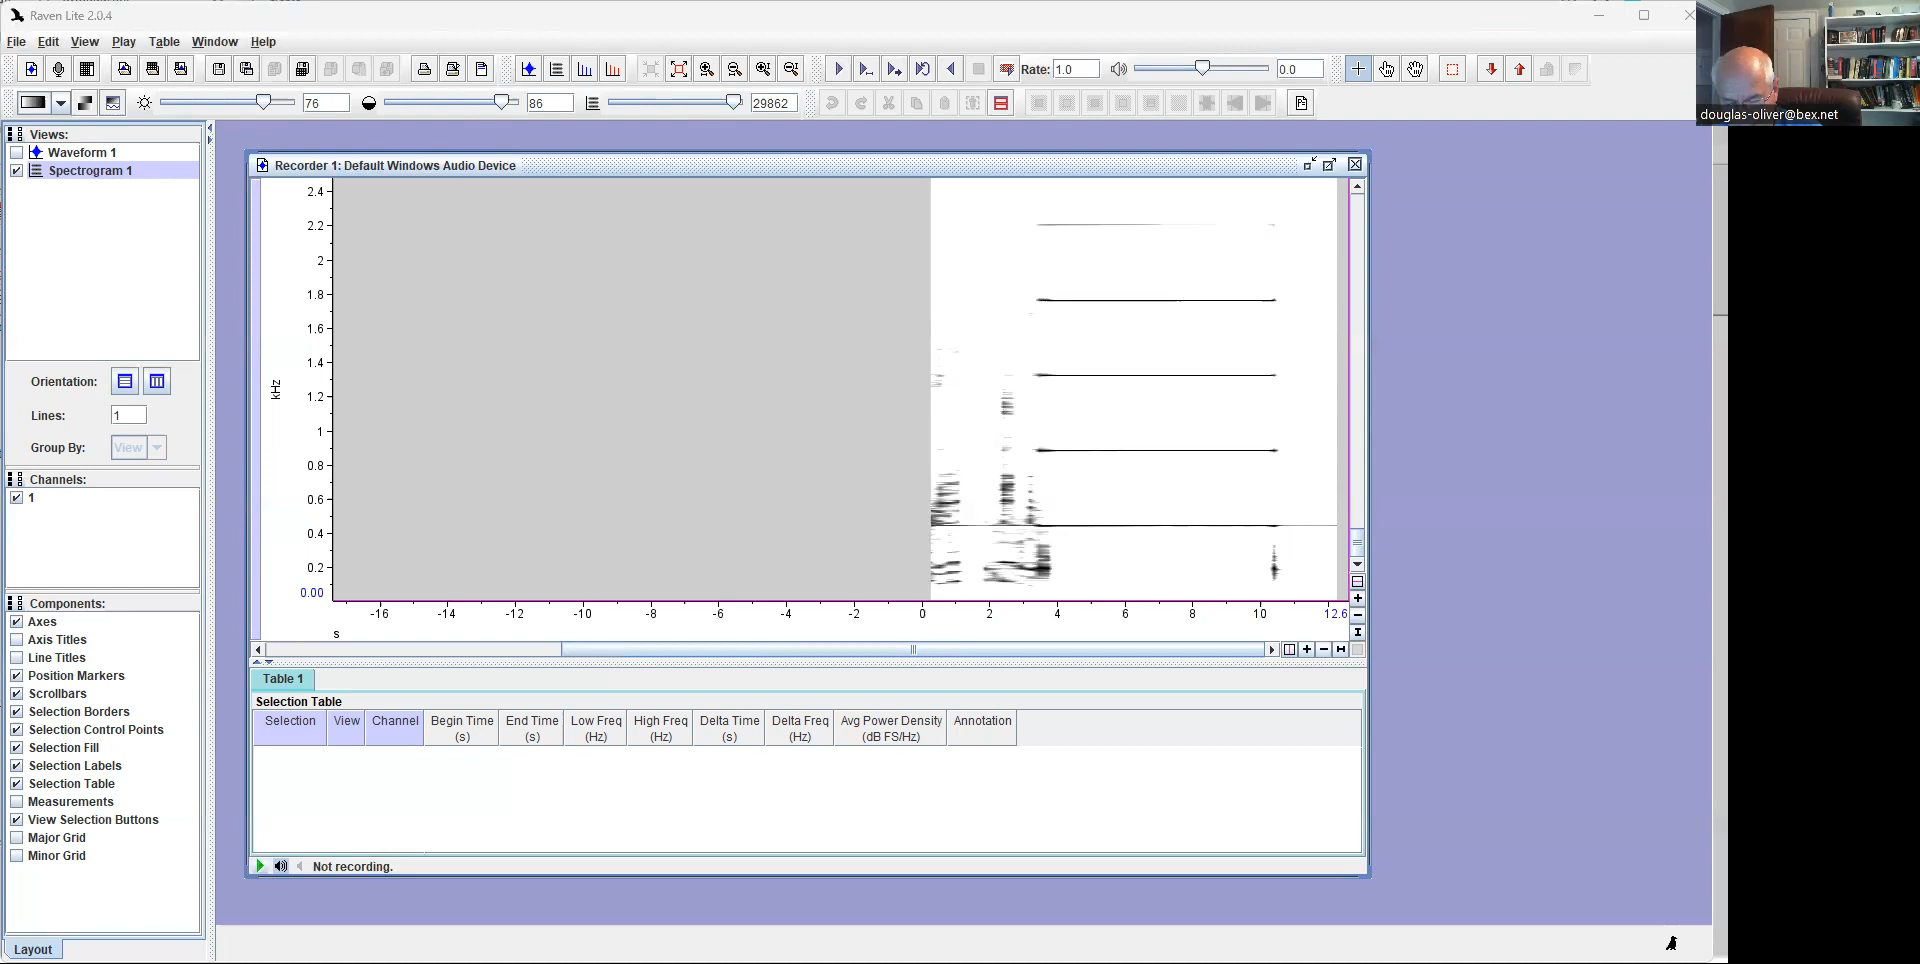 Raven Lite 2.0.4
File Edit View Play Table Window Help
Rate: 1.0 0.0
76 86 29862
douglas-oliver@bex.net
Views:
Waveform 1
Spectrogram 1
Orientation:
Lines: 1
Group By: View
Channels:
1
Components:
Axes
Axis Titles
Line Titles
Position Markers
Scrollbars
Selection Borders
Selection Control Points
Selection Fill
Selection Labels
Selection Table
Measurements
View Selection Buttons
Major Grid
Minor Grid
Layout
Recorder 1: Default Windows Audio Device
2.4
2.2
2
1.8
1.6
1.4
1.2
1
0.8
0.6
0.4
0.2
0.00
kHz
-16 -14 -12 -10 -8 -6 -4 -2 0 2 4 6 8 10 12.6
s
Table 1
Selection Table
Selection View Channel Begin Time End Time Low Freq High Freq Delta Time Delta Freq Avg Power Density Annotation
(s) (s) (Hz) (Hz) (s) (Hz) (dB FS/Hz)
Not recording.